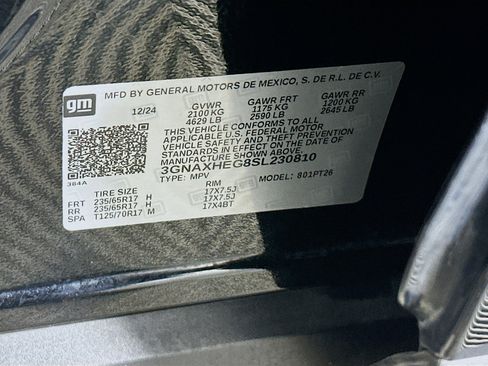 gm
MFD BY GENERAL MOTORS DE MEXICO, S. DE R.L. DE C.V.
12/24 GVWR GAWR FRT GAWR RR
2100 KG 1175 KG 1200 KG
4629 LB 2590 LB 2645 LB
THIS VEHICLE CONFORMS TO ALL
APPLICABLE U.S. FEDERAL MOTOR
VEHICLE SAFETY AND THEFT PREVENTION
STANDARDS IN EFFECT ON THE DATE OF
MANUFACTURE SHOWN ABOVE.
3GNAXHEG8SL230810
384A TYPE: MPV MODEL: 801PT26
TIRE SIZE RIM
FRT 235/65R17 H 17X7.5J
RR 235/65R17 H 17X7.5J
SPA T125/70R17 M 17X4BT